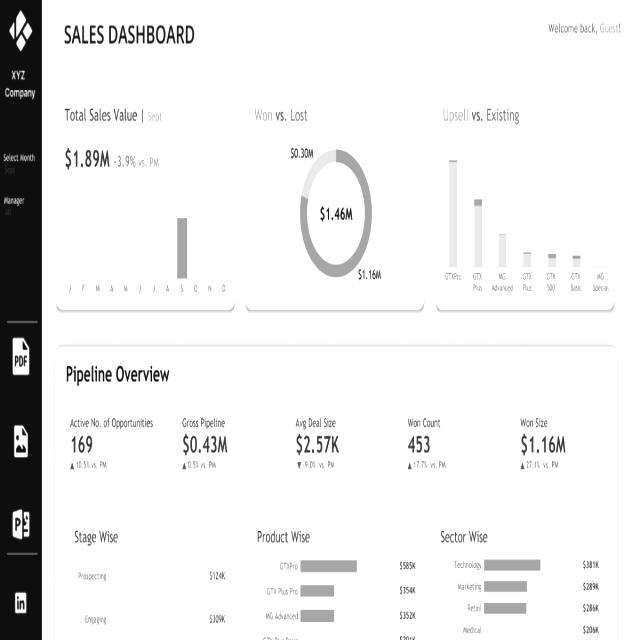 SALES DASHBOARD
Welcome back, Guest!
XYZ
Company
Select Month
Sept
Manager
All
PDF
in
Total Sales Value | Sept
$1.89M -3.9% vs. PM
J F M A M J J A S O N D
Won vs. Lost
$0.30M
$1.46M
$1.16M
Upsell vs. Existing
GTXPro
GTX
Plus
MG
Advanced
GTX
Plus
GTK
500
GTX
Basic
MG
Special
Pipeline Overview
Active No. of Opportunities
169
▲ 10.5% vs. PM
Gross Pipeline
$0.43M
▲ 0.5% vs. PM
Avg Deal Size
$2.57K
▼ -9.0% vs. PM
Won Count
453
▲ 17.7% vs. PM
Won Size
$1.16M
▲ 27.1% vs. PM
Stage Wise
Prospecting $124K
Engaging $309K
Product Wise
GTXPro $585K
GTX Plus Pro $354K
MG Advanced $352K
Sector Wise
Technology $381K
Marketing $289K
Retail $286K
Medical $206K